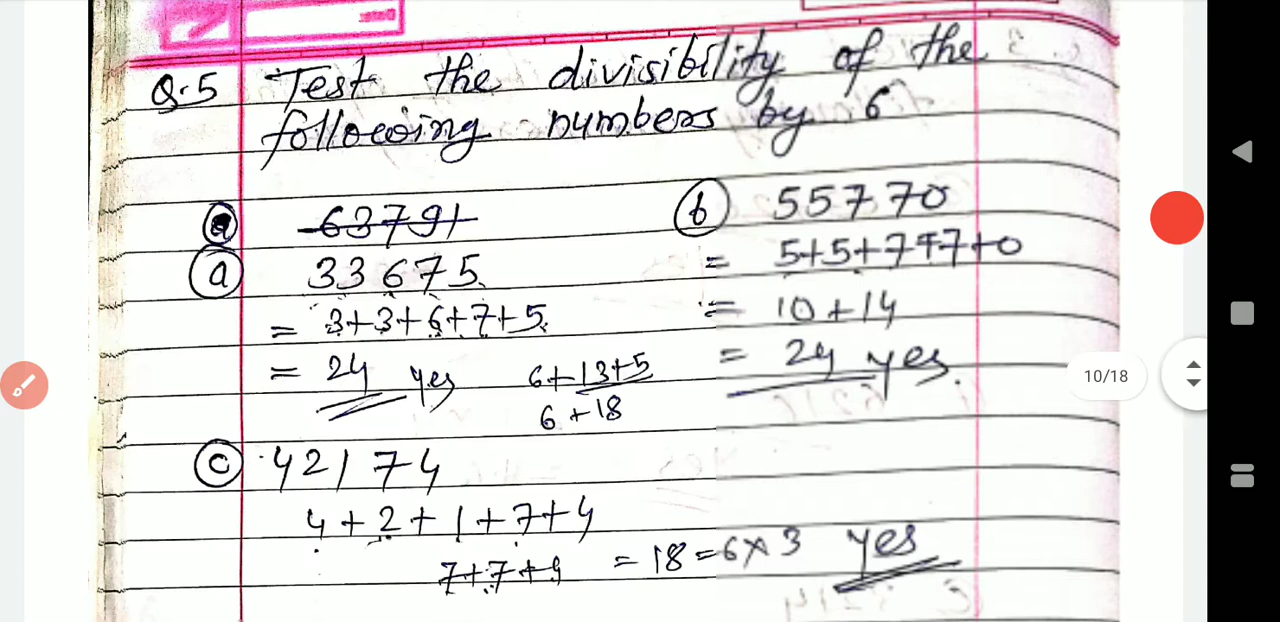 Q.5 Test the divisibility of the
following numbers by 6
a 63791
a 33675
= 3+3+6+7+5
= 24 yes
6+13+5
6+18
b 55770
= 5+5+7+7+0
= 10+14
= 24 yes.
c 42174
4+2+1+7+4
7+7+4 = 18 = 6×3 yes
10/18